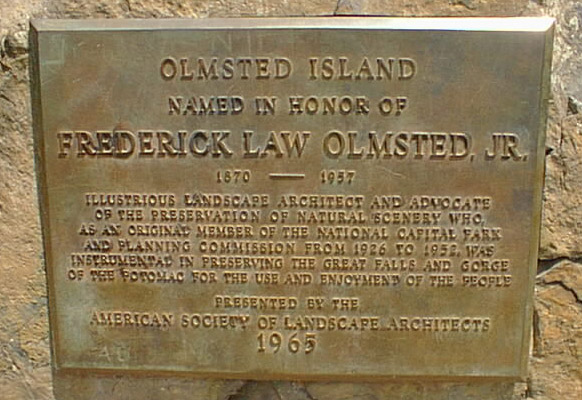 OLMSTED ISLAND
NAMED IN HONOR OF
FREDERICK LAW OLMSTED, JR.
1870 — 1957
ILLUSTRIOUS LANDSCAPE ARCHITECT AND ADVOCATE
OF THE PRESERVATION OF NATURAL SCENERY WHO,
AS AN ORIGINAL MEMBER OF THE NATIONAL CAPITAL PARK
AND PLANNING COMMISSION FROM 1926 TO 1952, WAS
INSTRUMENTAL IN PRESERVING THE GREAT FALLS AND GORGE
OF THE POTOMAC FOR THE USE AND ENJOYMENT OF THE PEOPLE
PRESENTED BY THE
AMERICAN SOCIETY OF LANDSCAPE ARCHITECTS
1965